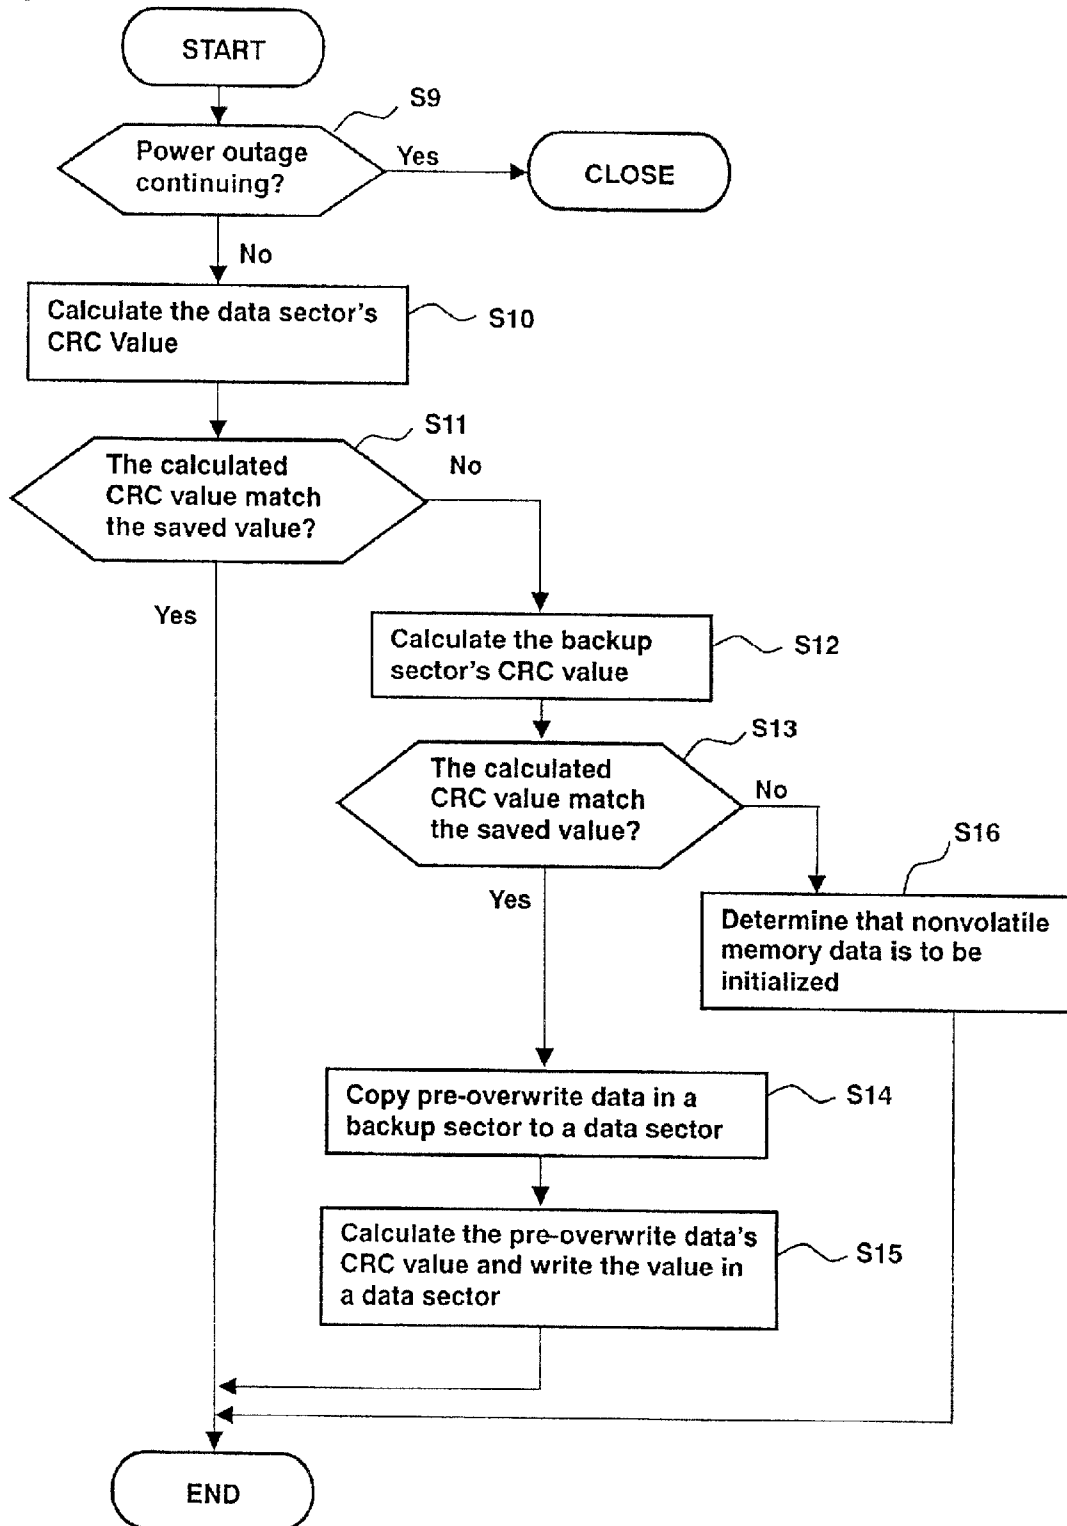 START
S9
Power outage
continuing?
Yes
CLOSE
No
Calculate the data sector's
CRC Value
S10
S11
The calculated
CRC value match
the saved value?
No
Yes
Calculate the backup
sector's CRC value
S12
S13
The calculated
CRC value match
the saved value?
No
S16
Yes
Determine that nonvolatile
memory data is to be
initialized
Copy pre-overwrite data in a
backup sector to a data sector
S14
Calculate the pre-overwrite data's
CRC value and write the value in
a data sector
S15
END